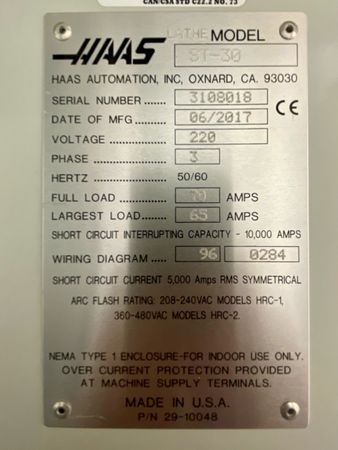 CAN/CSA STD C22.2 NO. 73
HAAS LATHE MODEL
ST-30
HAAS AUTOMATION, INC, OXNARD, CA. 93030
SERIAL NUMBER ...... 3108018
DATE OF MFG ........... 06/2017 CE
VOLTAGE .................. 220
PHASE ...................... 3
HERTZ ...................... 50/60
FULL LOAD .............. 70 AMPS
LARGEST LOAD....... 65 AMPS
SHORT CIRCUIT INTERRUPTING CAPACITY - 10,000 AMPS
WIRING DIAGRAM ........ 96 0284
SHORT CIRCUIT CURRENT 5,000 Amps RMS SYMMETRICAL
ARC FLASH RATING: 208-240VAC MODELS HRC-1,
360-480VAC MODELS HRC-2.
NEMA TYPE 1 ENCLOSURE-FOR INDOOR USE ONLY.
OVER CURRENT PROTECTION PROVIDED
AT MACHINE SUPPLY TERMINALS.
MADE IN U.S.A.
P/N 29-10048